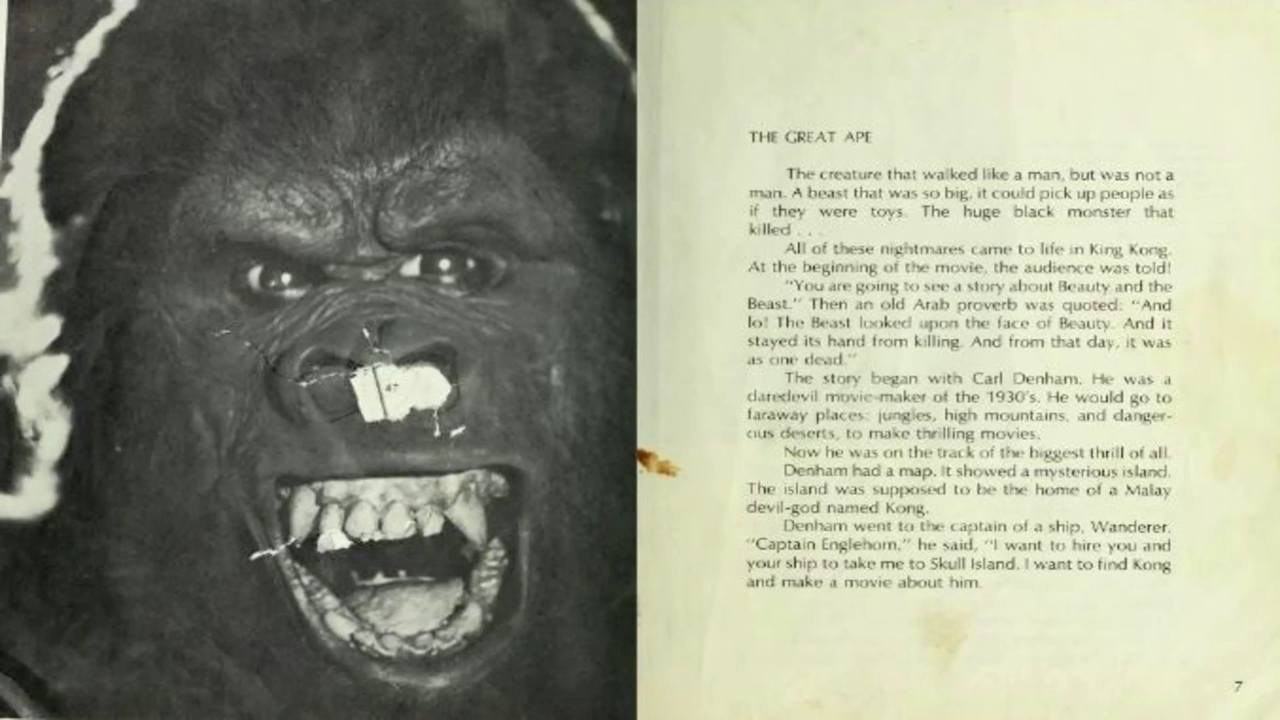 THE GREAT APE
The creature that walked like a man, but was not a
man. A beast that was so big, it could pick up people as
if they were toys. The huge black monster that
killed . . .
All of these nightmares came to life in King Kong.
At the beginning of the movie, the audience was told!
"You are going to see a story about Beauty and the
Beast." Then an old Arab proverb was quoted: "And
lo! The Beast looked upon the face of Beauty. And it
stayed its hand from killing. And from that day, it was
as one dead."
The story began with Carl Denham. He was a
daredevil movie-maker of the 1930's. He would go to
faraway places: jungles, high mountains, and danger-
ous deserts, to make thrilling movies.
Now he was on the track of the biggest thrill of all.
Denham had a map. It showed a mysterious island.
The island was supposed to be the home of a Malay
devil-god named Kong.
Denham went to the captain of a ship, Wanderer.
"Captain Englehorn," he said, "I want to hire you and
your ship to take me to Skull Island. I want to find Kong
and make a movie about him.
7